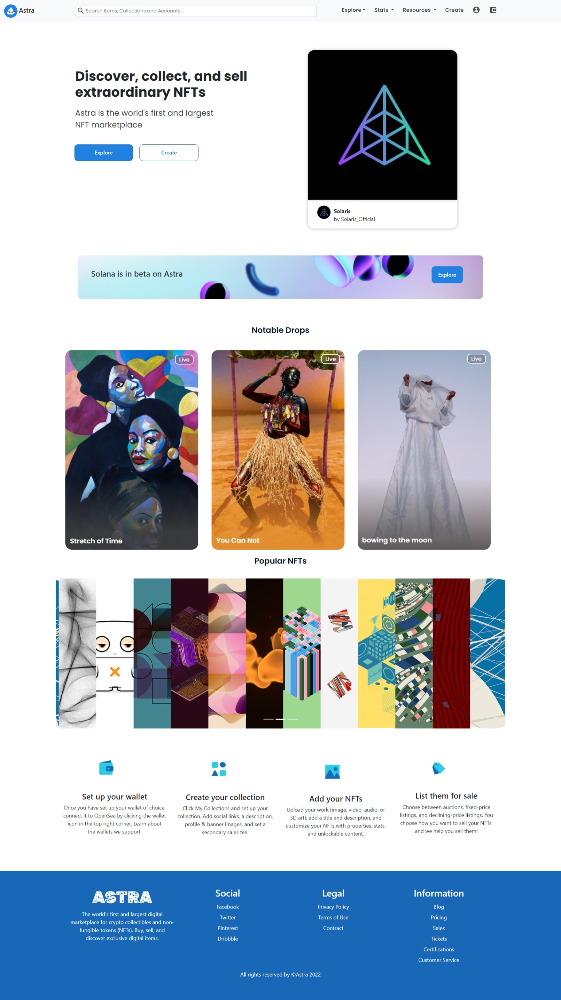 Astra
Search items, Collections and Accounts
Explore
Stats
Resources
Create
Discover, collect, and sell
extraordinary NFTs
Astra is the world's first and largest
NFT marketplace
Explore
Create
Solaris
by Solaris_Official
Solana is in beta on Astra
Explore
Notable Drops
Live
Live
Live
Stretch of Time
You Can Not
bowing to the moon
Popular NFTs
Set up your wallet
Once you have set up your wallet of choice,
connect it to OpenSea by clicking the wallet
icon in the top right corner. Learn about
the wallets we support.
Create your collection
Click My Collections and set up your
collection. Add social links, a description,
profile & banner images, and set a
secondary sales fee.
Add your NFTs
Upload your work (image, video, audio, or
3D art), add a title and description, and
customize your NFTs with properties, stats,
and unlockable content.
List them for sale
Choose between auctions, fixed-price
listings, and declining-price listings. You
choose how you want to sell your NFTs,
and we help you sell them!
ASTRA
The world's first and largest digital
marketplace for crypto collectibles and non-
fungible tokens (NFTs). Buy, sell, and
discover exclusive digital items.
Social
Facebook
Twitter
Pinterest
Dribbble
Legal
Privacy Policy
Terms of Use
Contract
Information
Blog
Pricing
Sales
Tickets
Certifications
Customer Service
All rights reserved by ©Astra 2022